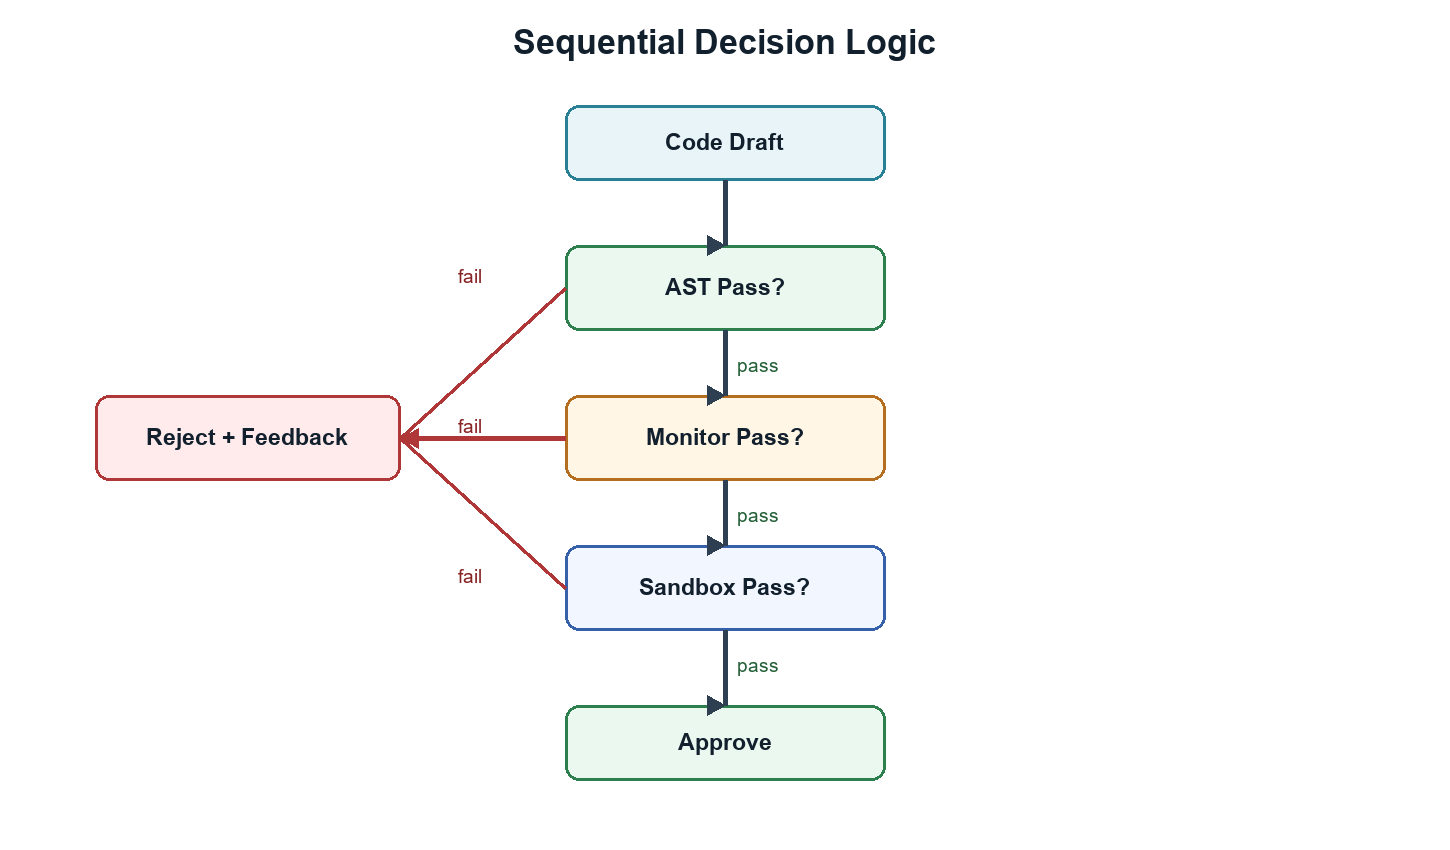 Sequential Decision Logic
Code Draft
fail
AST Pass?
pass
Reject + Feedback
fail
Monitor Pass?
pass
fail
Sandbox Pass?
pass
Approve